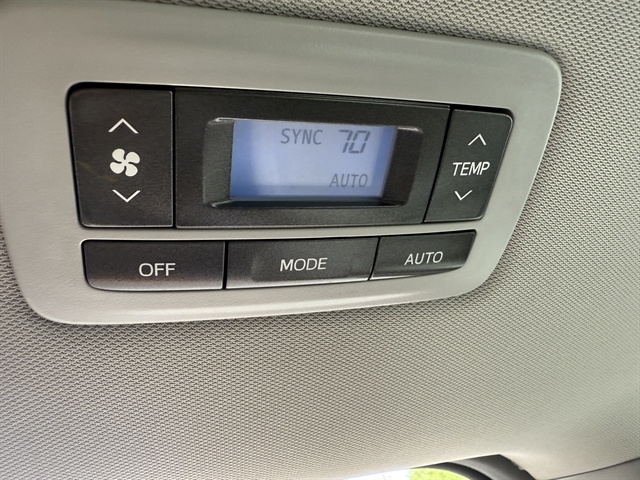 SYNC 70
AUTO
TEMP
OFF MODE AUTO